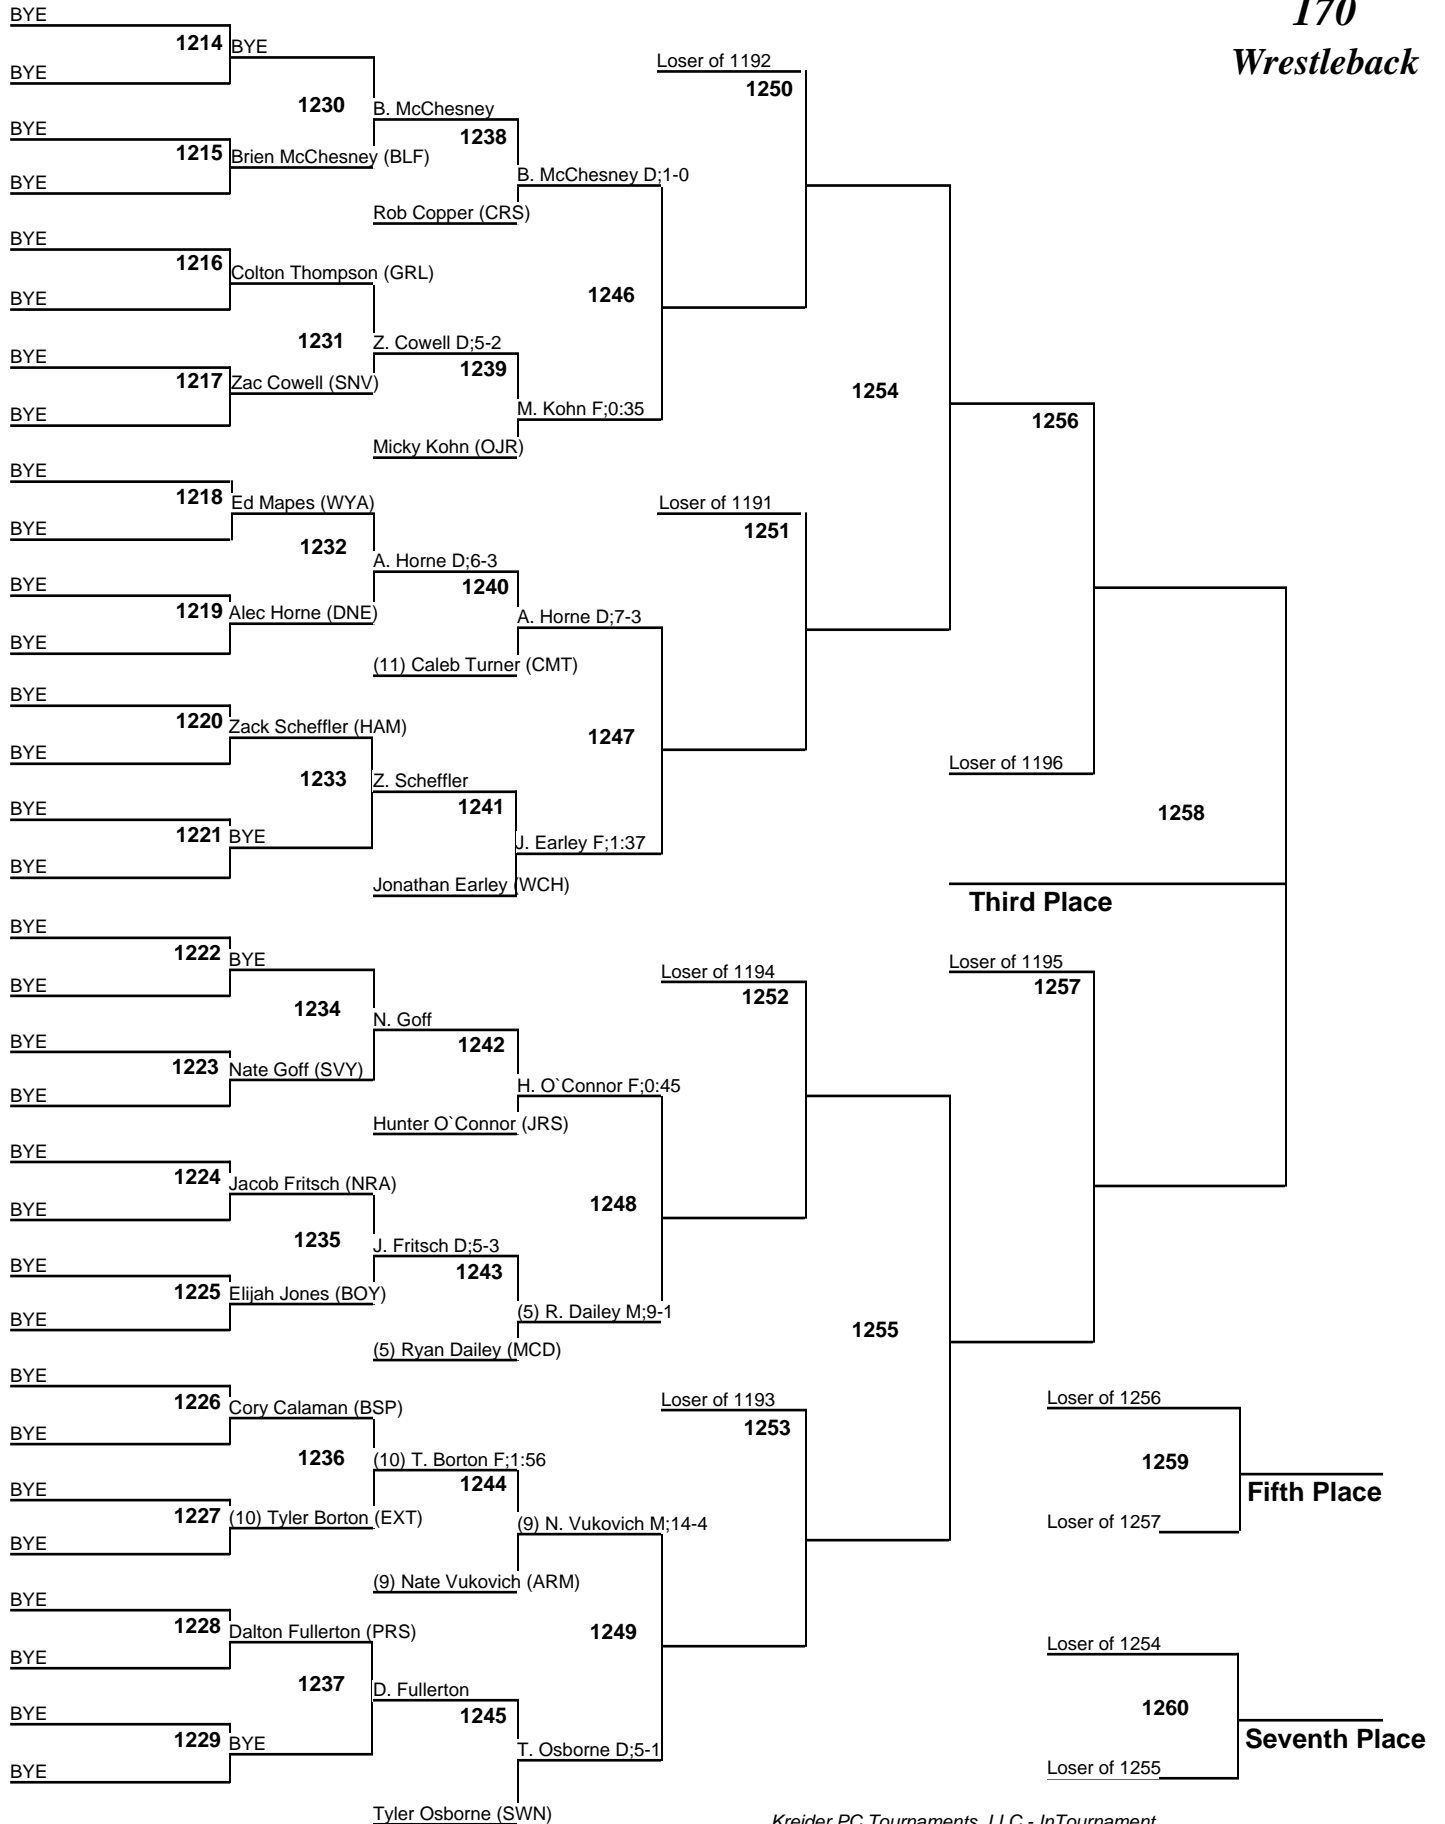 170
Wrestleback
BYE
1214
BYE
BYE
1230
B. McChesney
BYE
1215
Brien McChesney (BLF)
BYE
1238
B. McChesney D;1-0
Rob Copper (CRS)
BYE
1216
Colton Thompson (GRL)
BYE
1231
Z. Cowell D;5-2
BYE
1217
Zac Cowell (SNV)
BYE
1239
M. Kohn F;0:35
Micky Kohn (OJR)
1246
Loser of 1192
1250
BYE
1218
Ed Mapes (WYA)
BYE
1232
A. Horne D;6-3
BYE
1219
Alec Horne (DNE)
BYE
1240
A. Horne D;7-3
(11) Caleb Turner (CMT)
BYE
1220
Zack Scheffler (HAM)
BYE
1233
Z. Scheffler
BYE
1221
BYE
BYE
1241
J. Earley F;1:37
Jonathan Earley (WCH)
1247
Loser of 1191
1251
1254
1256
Loser of 1196
1258
Third Place
BYE
1222
BYE
BYE
1234
N. Goff
BYE
1223
Nate Goff (SVY)
BYE
1242
H. O`Connor F;0:45
Hunter O`Connor (JRS)
BYE
1224
Jacob Fritsch (NRA)
BYE
1235
J. Fritsch D;5-3
BYE
1225
Elijah Jones (BOY)
BYE
1243
(5) R. Dailey M;9-1
(5) Ryan Dailey (MCD)
1248
Loser of 1194
1252
Loser of 1195
1257
1255
BYE
1226
Cory Calaman (BSP)
BYE
1236
(10) T. Borton F;1:56
BYE
1227
(10) Tyler Borton (EXT)
BYE
1244
(9) N. Vukovich M;14-4
(9) Nate Vukovich (ARM)
BYE
1228
Dalton Fullerton (PRS)
BYE
1237
D. Fullerton
BYE
1229
BYE
BYE
1245
T. Osborne D;5-1
Tyler Osborne (SWN)
1249
Loser of 1193
1253
Loser of 1256
1259
Fifth Place
Loser of 1257
Loser of 1254
1260
Seventh Place
Loser of 1255
Kreider PC Tournaments, LLC - InTournament